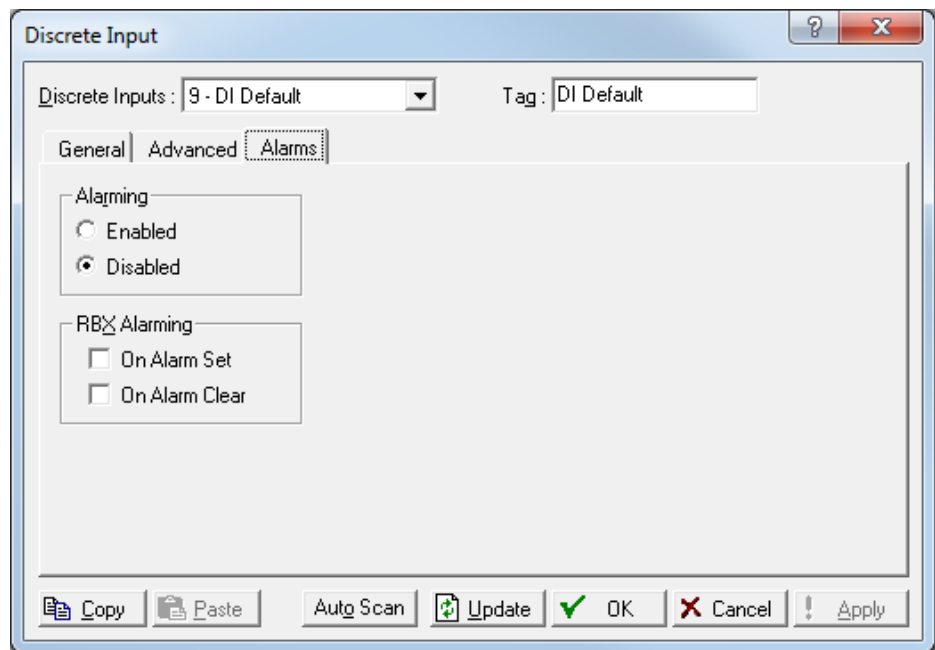 Discrete Input
Discrete Inputs : 9 - DI Default Tag : DI Default
General Advanced Alarms
Alarming
Enabled
Disabled
RBX Alarming
On Alarm Set
On Alarm Clear
Copy Paste Auto Scan Update OK Cancel Apply